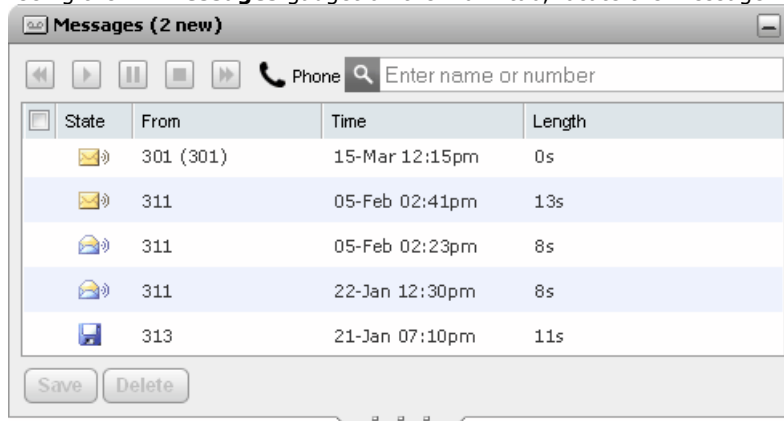 Messages (2 new)
Phone Enter name or number
State From Time Length
301 (301) 15-Mar 12:15pm 0s
311 05-Feb 02:41pm 13s
311 05-Feb 02:23pm 8s
311 22-Jan 12:30pm 8s
313 21-Jan 07:10pm 11s
Save Delete